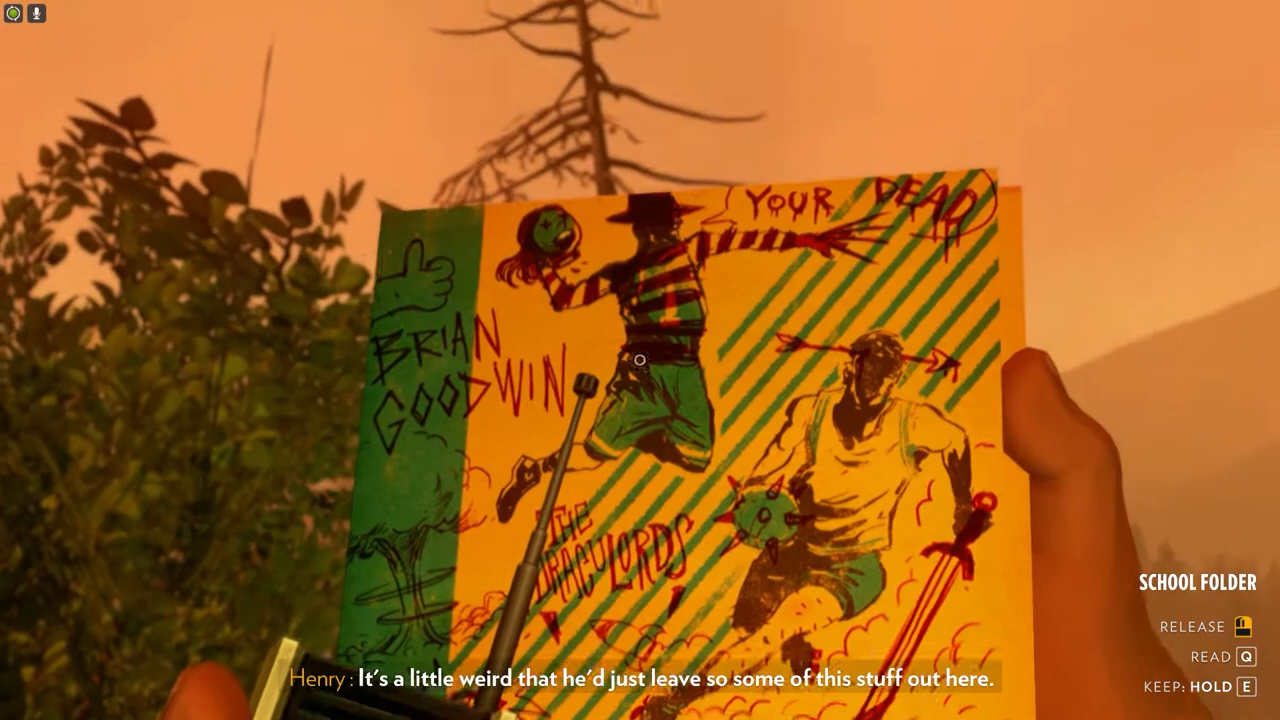 YOUR DEAD
BRIAN
GOODWIN
THE
DRACULORDS
SCHOOL FOLDER
RELEASE
READ Q
KEEP: HOLD E
Henry : It's a little weird that he'd just leave so some of this stuff out here.